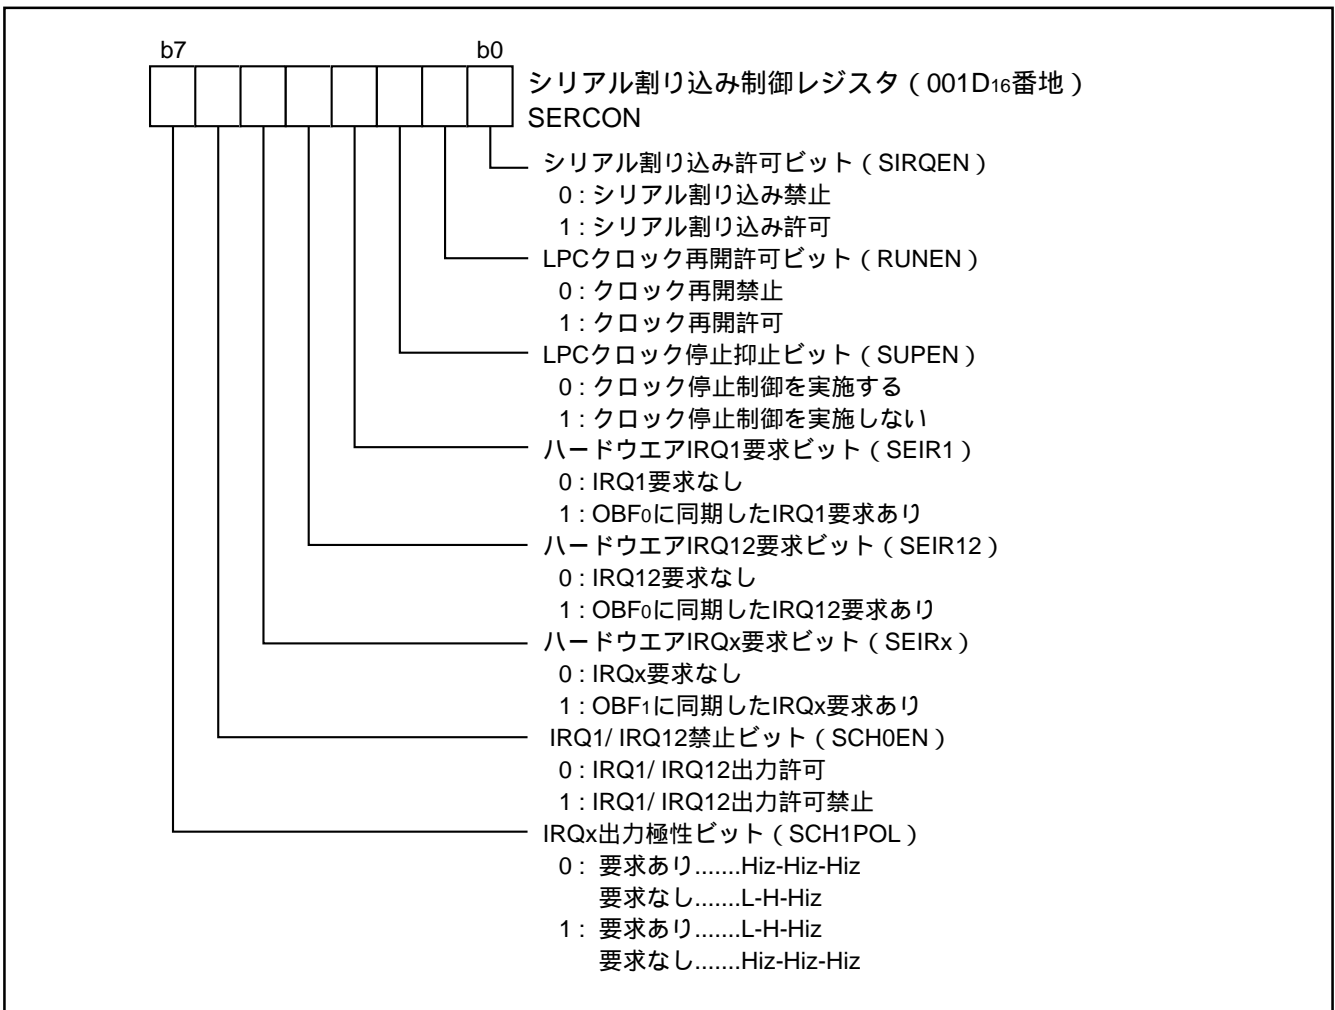 b7 b0
シリアル割り込み制御レジスタ ( 001D16番地 )
SERCON
シリアル割り込み許可ビット ( SIRQEN )
0 : シリアル割り込み禁止
1 : シリアル割り込み許可
LPCクロック再開許可ビット ( RUNEN )
0 : クロック再開禁止
1 : クロック再開許可
LPCクロック停止抑止ビット ( SUPEN )
0 : クロック停止制御を実施する
1 : クロック停止制御を実施しない
ハードウエアIRQ1要求ビット ( SEIR1 )
0 : IRQ1要求なし
1 : OBF0に同期したIRQ1要求あり
ハードウエアIRQ12要求ビット ( SEIR12 )
0 : IRQ12要求なし
1 : OBF0に同期したIRQ12要求あり
ハードウエアIRQx要求ビット ( SEIRx )
0 : IRQx要求なし
1 : OBF1に同期したIRQx要求あり
IRQ1/ IRQ12禁止ビット ( SCH0EN )
0 : IRQ1/ IRQ12出力許可
1 : IRQ1/ IRQ12出力許可禁止
IRQx出力極性ビット ( SCH1POL )
0 : 要求あり.......Hiz-Hiz-Hiz
要求なし.......L-H-Hiz
1 : 要求あり.......L-H-Hiz
要求なし.......Hiz-Hiz-Hiz